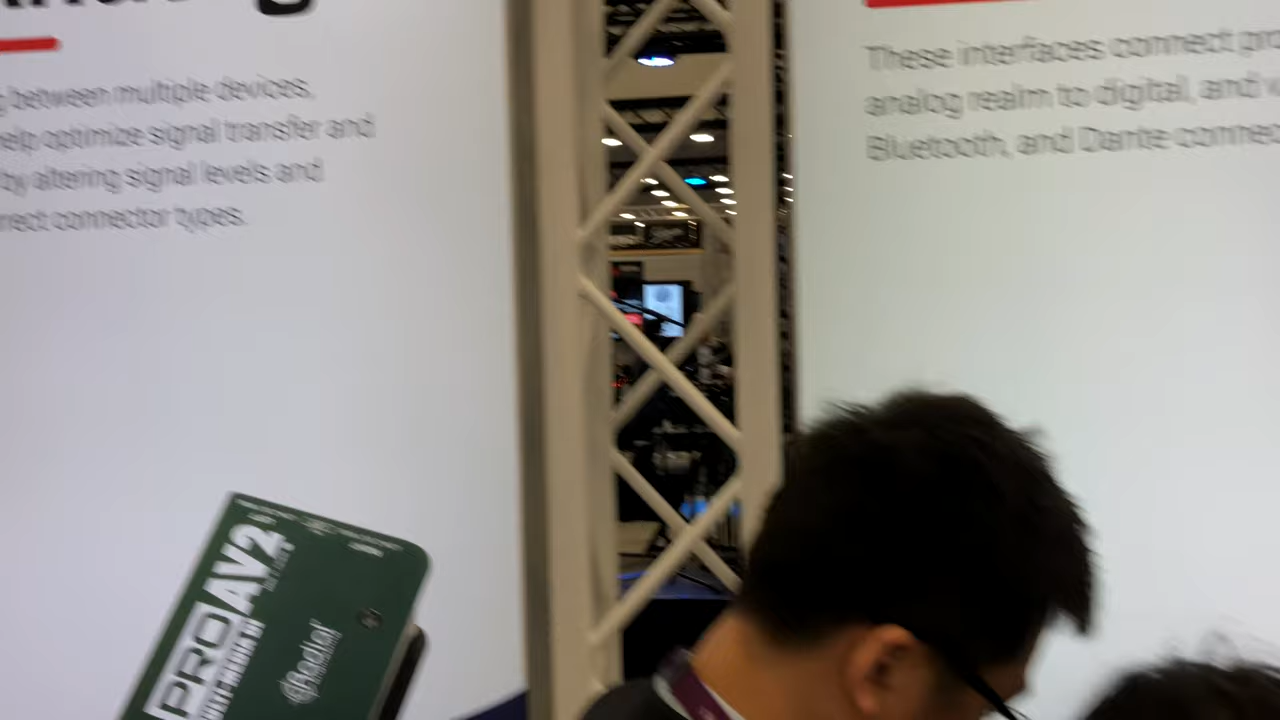 between multiple devices,
help optimize signal transfer and
by altering signal levels and
connector types.
These interfaces connect
analog realm to digital, and
Bluetooth, and Dante
PRO AV2
Radial